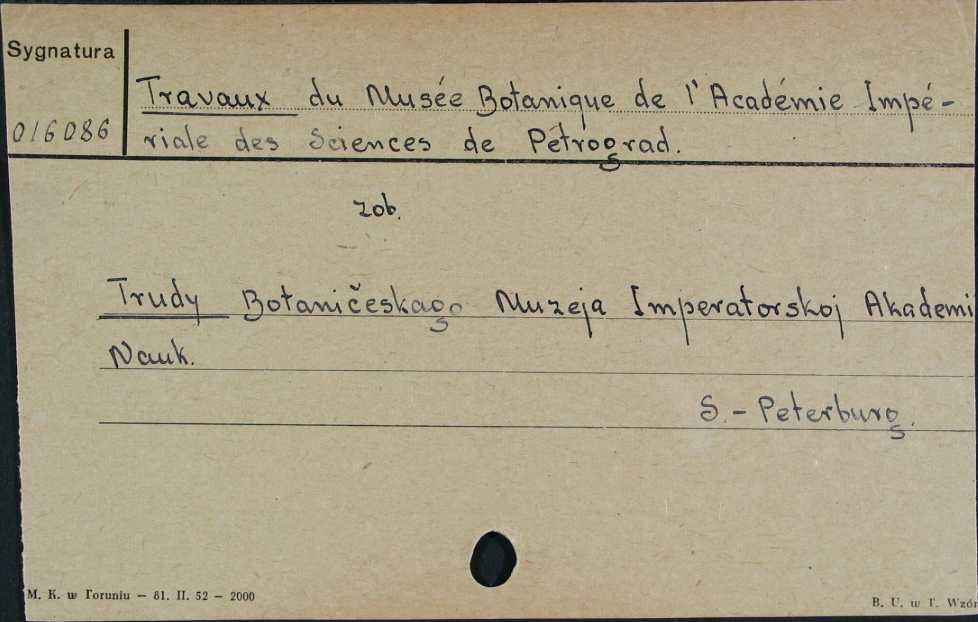 Sygnatura
Travaux du Musée Botanique de l'Académie Impé-
016086 riale des Sciences de Pétrograd.
zob.
Trudy Botaničeskago Muzeja Imperatorskoj Akademi
Nauk.
S.-Peterburg.
M. K. w Toruniu — 81. II. 52 — 2000
B. U. w T. Wzór